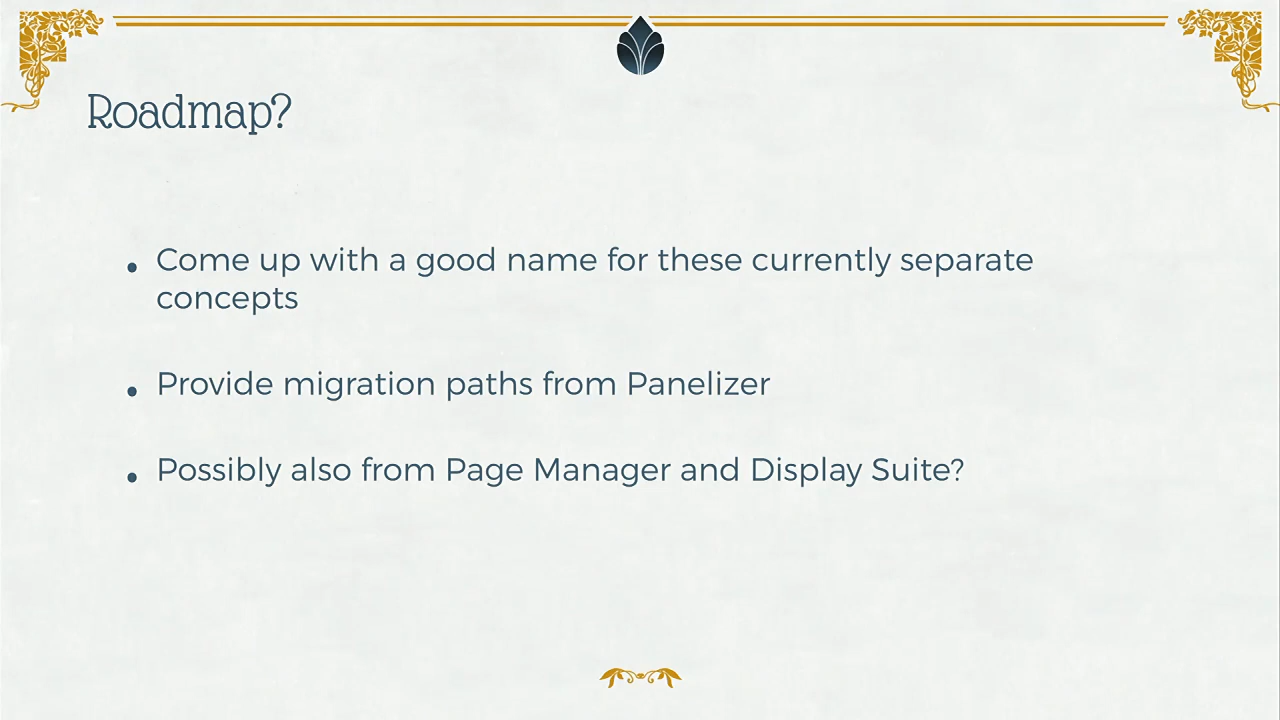 Roadmap?
• Come up with a good name for these currently separate
concepts
• Provide migration paths from Panelizer
• Possibly also from Page Manager and Display Suite?